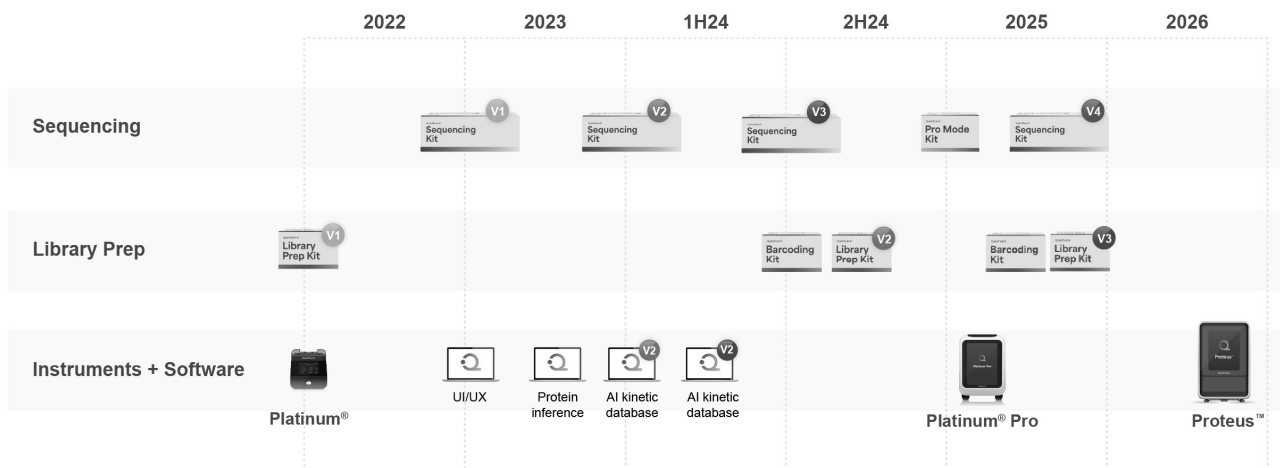 2022 2023 1H24 2H24 2025 2026
Sequencing
V1
Sequencing
Kit
V2
Sequencing
Kit
V3
Sequencing
Kit
Pro Mode
Kit
V4
Sequencing
Kit
Library Prep
V1
Library
Prep Kit
Barcoding
Kit
V2
Library
Prep Kit
Barcoding
Kit
V3
Library
Prep Kit
Instruments + Software
Platinum®
UI/UX
Protein
inference
V2
AI kinetic
database
V2
AI kinetic
database
Platinum Pro
Platinum® Pro
Proteus™
Proteus™